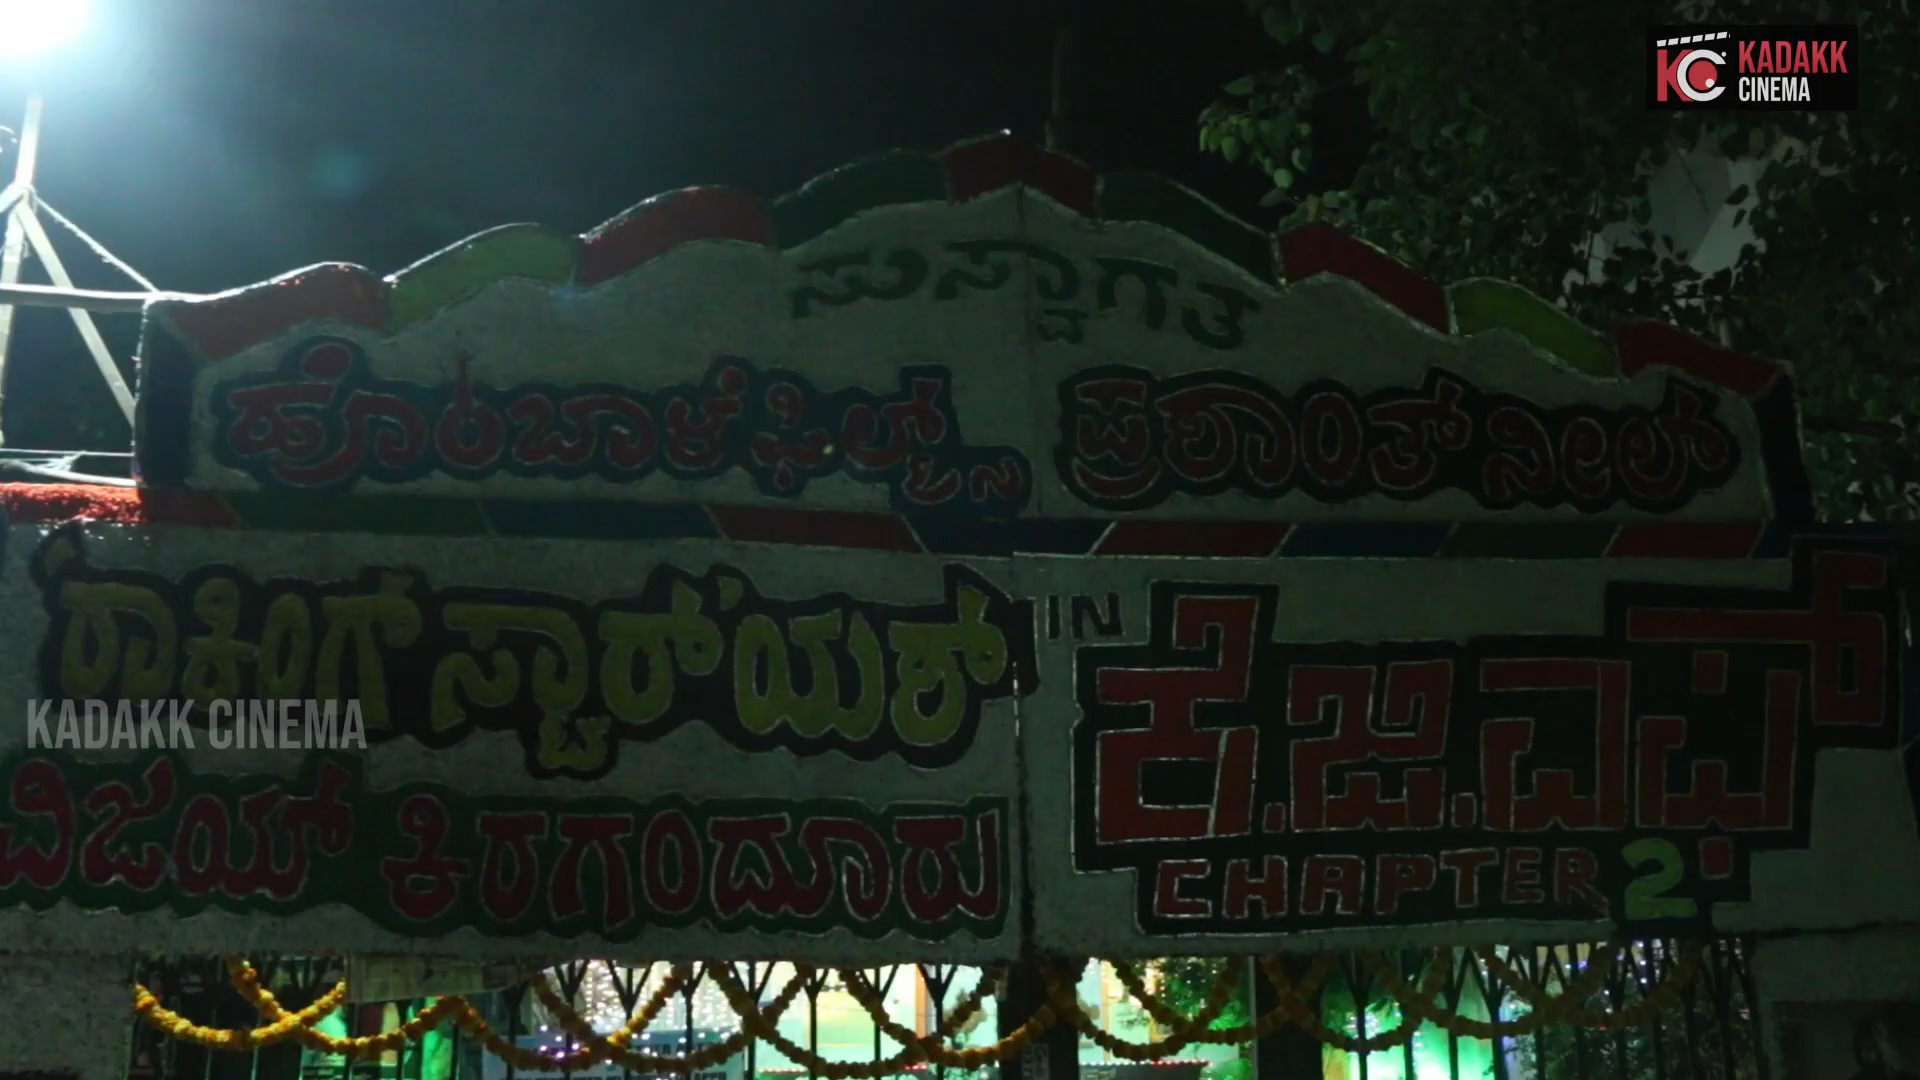 KADAKK
CINEMA
ಸುಸ್ವಾಗತ
ಹೊಂಬಾಳೆ ಫಿಲ್ಮ್ಸ್ ಪ್ರಶಾಂತ್ ನೀಲ್
ರಾಕಿಂಗ್ ಸ್ಟಾರ್ ಯಶ್ IN ಕೆ.ಜಿ.ಎಫ್
KADAKK CINEMA
ವಿಜಯ್ ಕಿರಗಂದೂರು CHAPTER 2